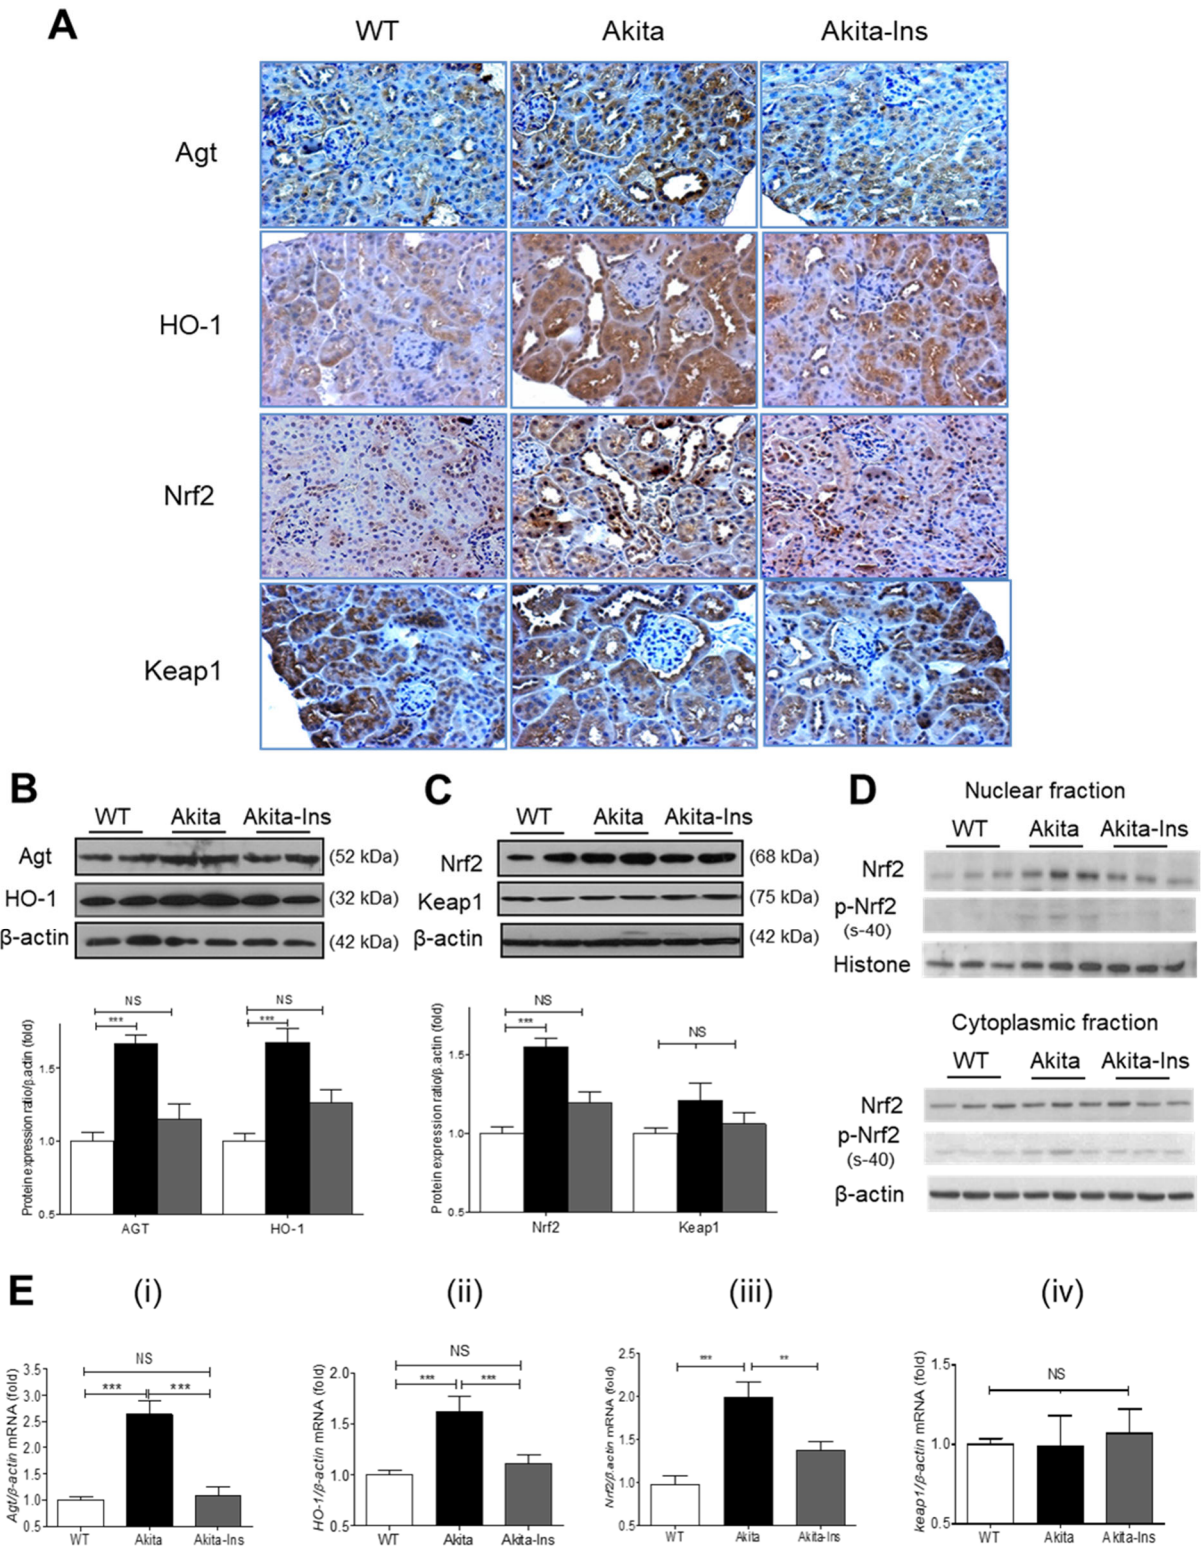 A
WT Akita Akita-Ins
Agt
HO-1
Nrf2
Keap1
B
WT Akita Akita-Ins
Agt (52 kDa)
HO-1 (32 kDa)
β-actin (42 kDa)
NS NS
*** ***
Protein expression ratio/β.actin (fold)
1.5
1.0
0.5
AGT HO-1
C
WT Akita Akita-Ins
Nrf2 (68 kDa)
Keap1 (75 kDa)
β-actin (42 kDa)
NS
*** NS
Protein expression ratio/β.actin (fold)
1.5
1.0
0.5
Nrf2 Keap1
D
Nuclear fraction
WT Akita Akita-Ins
Nrf2
p-Nrf2
(s-40)
Histone
Cytoplasmic fraction
WT Akita Akita-Ins
Nrf2
p-Nrf2
(s-40)
β-actin
E
(i)
NS
*** ***
Agt/β-actin mRNA (fold)
3.5
3.0
2.5
2.0
1.5
1.0
0.5
WT Akita Akita-Ins
(ii)
NS
*** ***
HO-1/β-actin mRNA (fold)
2.0
1.5
1.0
0.5
WT Akita Akita-Ins
(iii)
*** **
Nrf2/β.actin mRNA (fold)
2.5
2.0
1.5
1.0
0.5
WT Akita Akita-Ins
(iv)
NS
keap1/β-actin mRNA (fold)
1.5
1.0
0.5
WT Akita Akita-Ins